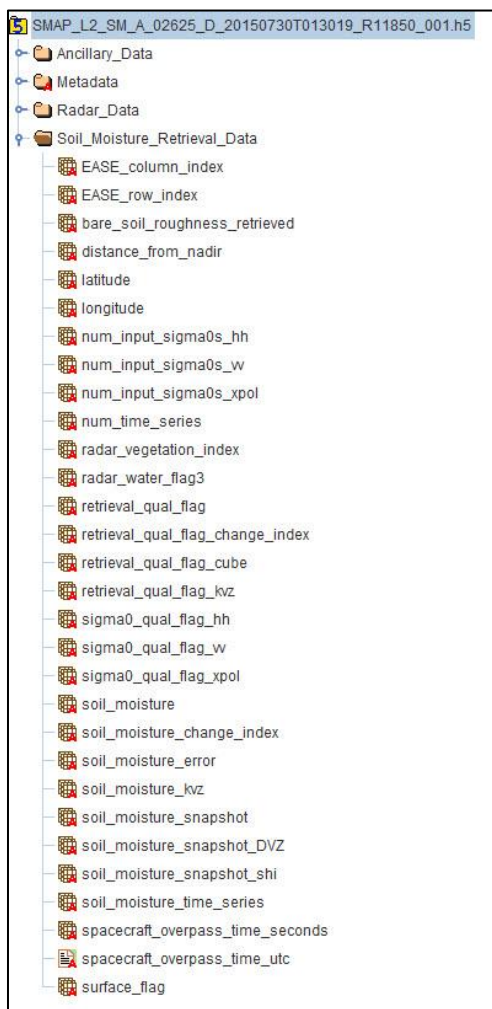 SMAP_L2_SM_A_02625_D_20150730T013019_R11850_001.h5
Ancillary_Data
Metadata
Radar_Data
Soil_Moisture_Retrieval_Data
EASE_column_index
EASE_row_index
bare_soil_roughness_retrieved
distance_from_nadir
latitude
longitude
num_input_sigma0s_hh
num_input_sigma0s_vv
num_input_sigma0s_xpol
num_time_series
radar_vegetation_index
radar_water_flag3
retrieval_qual_flag
retrieval_qual_flag_change_index
retrieval_qual_flag_cube
retrieval_qual_flag_kvz
sigma0_qual_flag_hh
sigma0_qual_flag_vv
sigma0_qual_flag_xpol
soil_moisture
soil_moisture_change_index
soil_moisture_error
soil_moisture_kvz
soil_moisture_snapshot
soil_moisture_snapshot_DVZ
soil_moisture_snapshot_shi
soil_moisture_time_series
spacecraft_overpass_time_seconds
spacecraft_overpass_time_utc
surface_flag